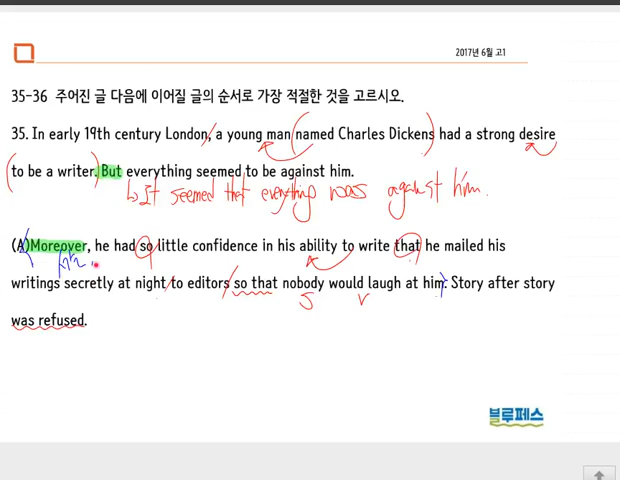 2017년 6월 고1
35-36 주어진 글 다음에 이어질 글의 순서로 가장 적절한 것을 고르시오.
35. In early 19th century London, a young man named Charles Dickens had a strong desire
to be a writer. But everything seemed to be against him.
It seemed that everything was against him.
(A)Moreover, he had so little confidence in his ability to write that he mailed his
writings secretly at night to editors so that nobody would laugh at him. Story after story
S V
was refused.
블루페스